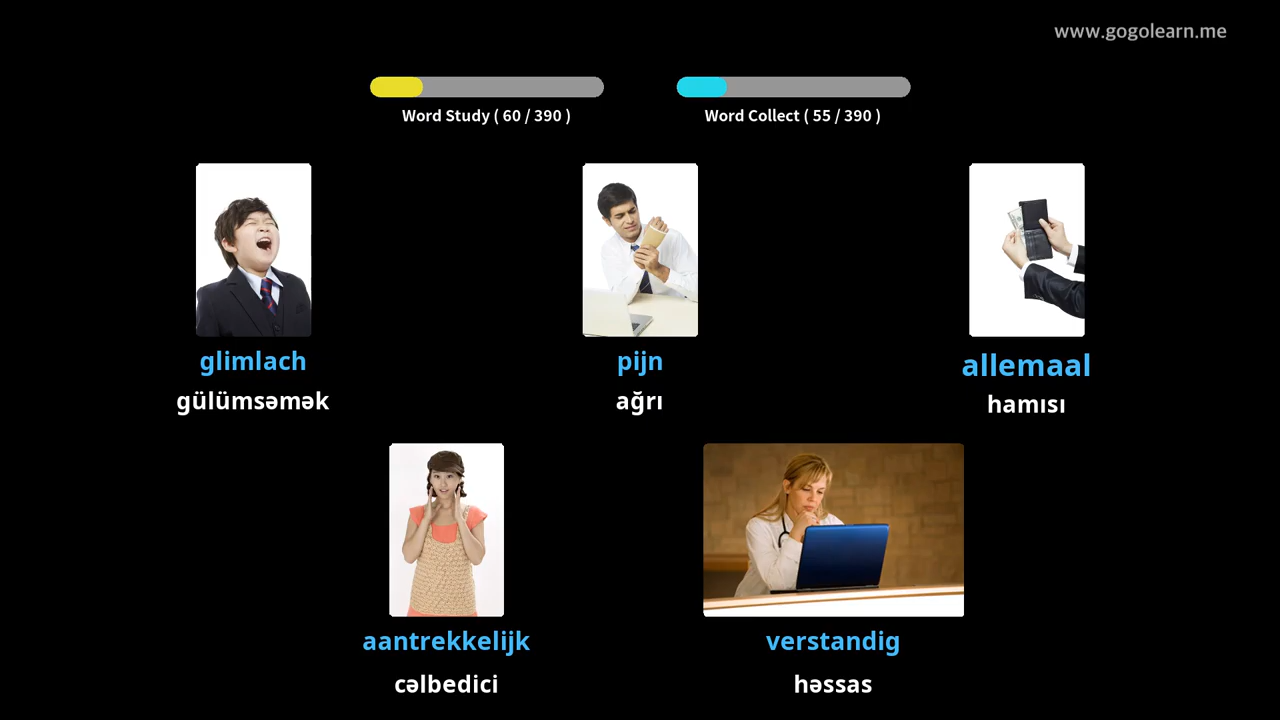 www.gogolearn.me
Word Study ( 60 / 390 )
Word Collect ( 55 / 390 )
glimlach
gülümsəmək
pijn
ağrı
allemaal
hamısı
aantrekkelijk
cəlbedici
verstandig
həssas